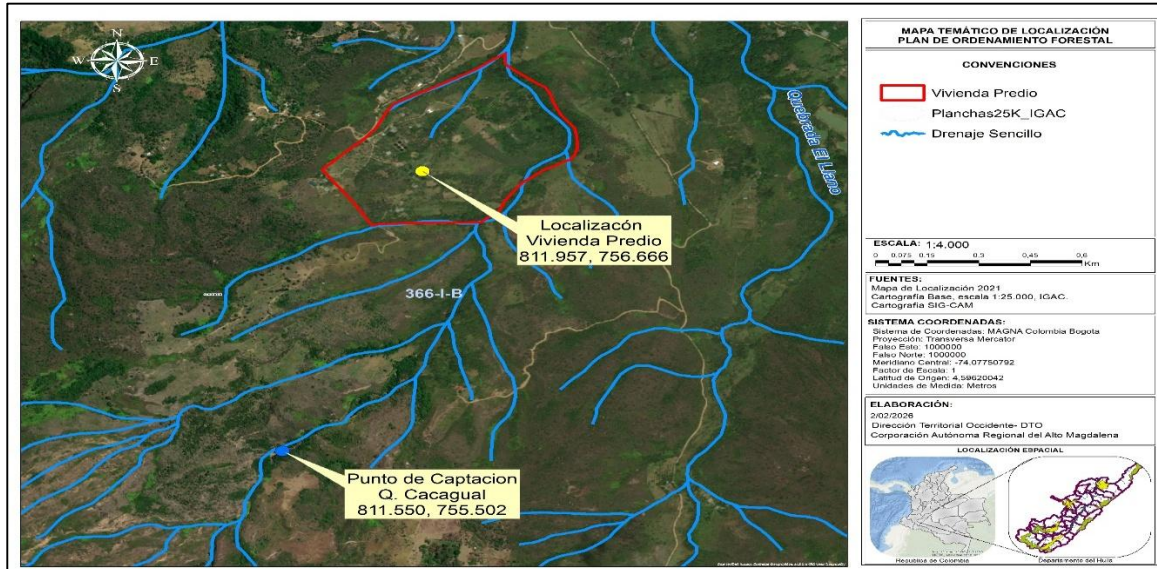 N
W E
S
Quebrada El Llano
Localizacón
Vivienda Predio
811.957, 756.666
366-I-B
Punto de Captacion
Q. Cacagual
811.550, 755.502
MAPA TEMÁTICO DE LOCALIZACIÓN
PLAN DE ORDENAMIENTO FORESTAL
CONVENCIONES
Vivienda Predio
Planchas25K_IGAC
Drenaje Sencillo
ESCALA: 1:4.000
0 0,075 0,15 0,3 0,45 0,6
Km
FUENTES:
Mapa de Localización 2021
Cartografía Base, escala 1:25.000, IGAC.
Cartografía SIG-CAM
SISTEMA COORDENADAS:
Sistema de Coordenadas: MAGNA Colombia Bogota
Proyección: Transversa Mercator
Falso Este: 1000000
Falso Norte: 1000000
Meridiano Central: -74.07750792
Factor de Escala: 1
Latitud de Origen: 4,59620042
Unidades de Medida: Metros
ELABORACIÓN:
2/02/2026
Dirección Territorial Occidente- DTO
Corporación Autónoma Regional del Alto Magdalena
LOCALIZACIÓN ESPACIAL
República de Colombia
Departamento del Huila